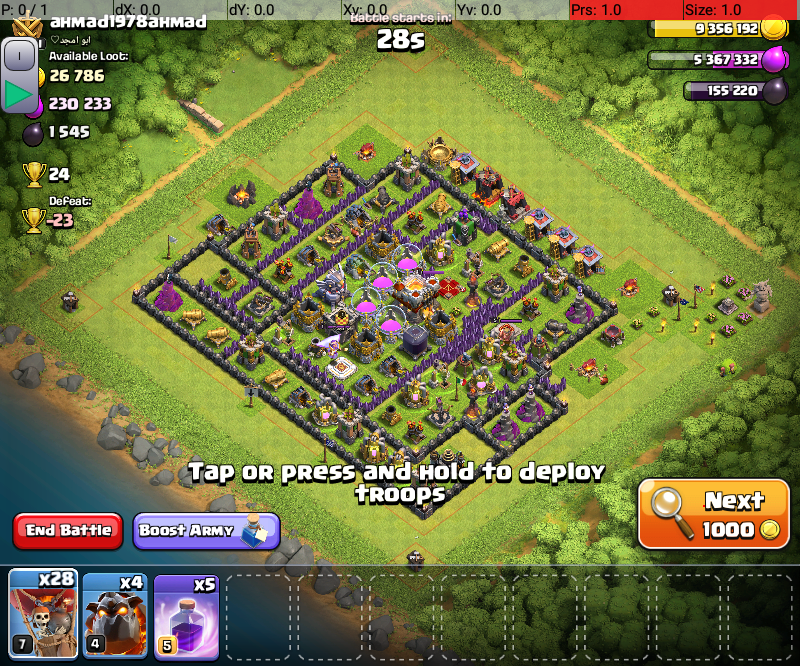 P: 0 / 1 dX: 0.0 dY: 0.0 Xv: 0.0 Yv: 0.0 Prs: 1.0 Size: 1.0
ahmad1978ahmad
ابو امجد♡
Available Loot:
26 786
230 233
1 545
24
Defeat:
-23
Battle starts in:
28s
9 356 192
5 367 332
155 220
Tap or press and hold to deploy
troops
End Battle
Boost Army
Next
1000
x28
7
x4
4
x5
5